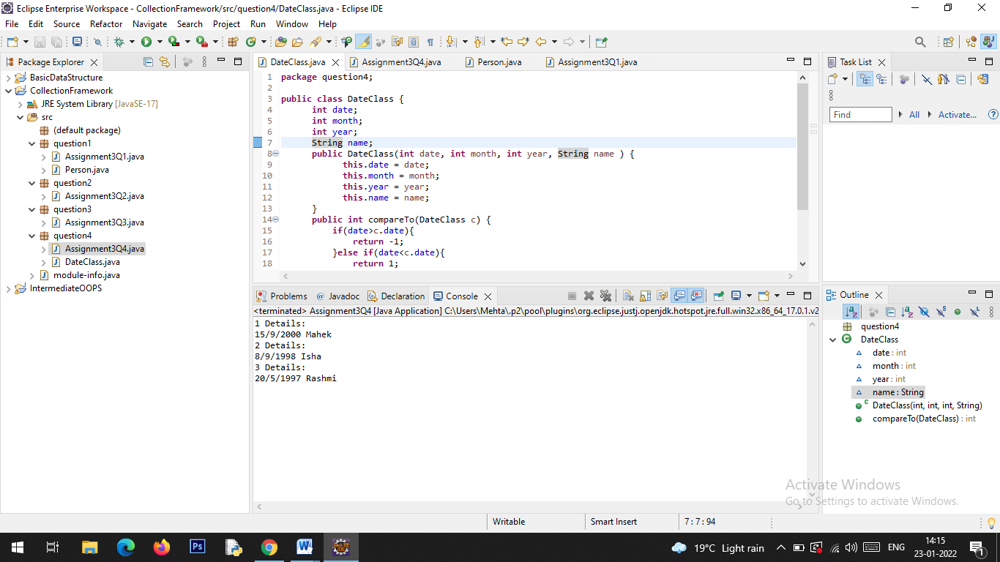 Eclipse Enterprise Workspace - CollectionFramework/src/question4/DateClass.java - Eclipse IDE
File Edit Source Refactor Navigate Search Project Run Window Help
Package Explorer
BasicDataStructure
CollectionFramework
JRE System Library [JavaSE-17]
src
(default package)
question1
Assignment3Q1.java
Person.java
question2
Assignment3Q2.java
question3
Assignment3Q3.java
question4
Assignment3Q4.java
DateClass.java
module-info.java
IntermediateOOPS
DateClass.java Assignment3Q4.java Person.java Assignment3Q1.java
1 package question4;
2
3 public class DateClass {
4 int date;
5 int month;
6 int year;
7 String name;
8 public DateClass(int date, int month, int year, String name ) {
9 this.date = date;
10 this.month = month;
11 this.year = year;
12 this.name = name;
13 }
14 public int compareTo(DateClass c) {
15 if(date>c.date){
16 return -1;
17 }else if(date<c.date){
18 return 1;
Problems @ Javadoc Declaration Console
<terminated> Assignment3Q4 [Java Application] C:\Users\Mehta\.p2\pool\plugins\org.eclipse.justj.openjdk.hotspot.jre.full.win32.x86_64_17.0.1.v2
1 Details:
15/9/2000 Mahek
2 Details:
8/9/1998 Isha
3 Details:
20/5/1997 Rashmi
Task List
Find All Activate...
Outline
question4
DateClass
date : int
month : int
year : int
name : String
DateClass(int, int, int, String)
compareTo(DateClass) : int
Activate Windows
Go to Settings to activate Windows.
Writable Smart Insert 7 : 7 : 94
19°C Light rain ENG 14:15
23-01-2022
1